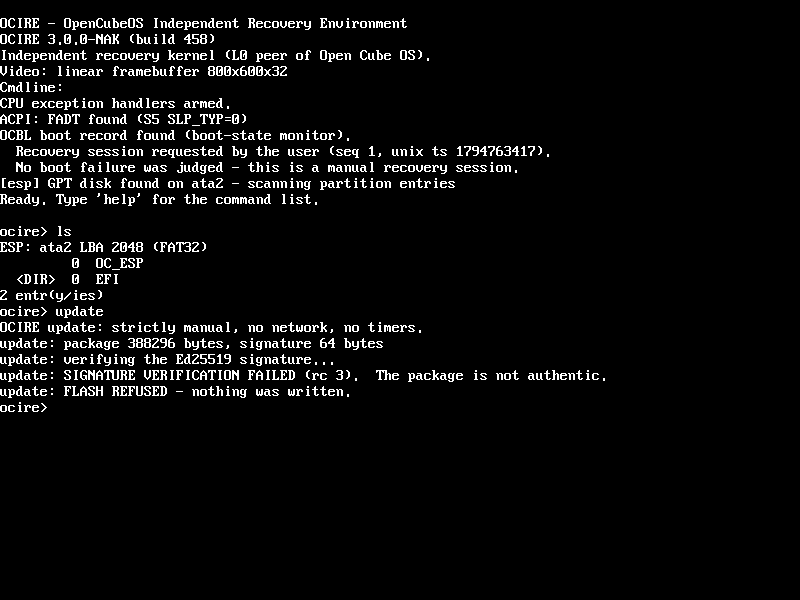 OCIRE - OpenCubeOS Independent Recovery Environment
OCIRE 3.0.0-NAK (build 458)
Independent recovery kernel (L0 peer of Open Cube OS).
Video: linear framebuffer 800x600x32
Cmdline:
CPU exception handlers armed.
ACPI: FADT found (S5 SLP_TYP=0)
OCBL boot record found (boot-state monitor).
  Recovery session requested by the user (seq 1, unix ts 1794763417).
  No boot failure was judged - this is a manual recovery session.
[esp] GPT disk found on ata2 - scanning partition entries
Ready. Type 'help' for the command list.

ocire> ls
ESP: ata2 LBA 2048 (FAT32)
         0  OC_ESP
  <DIR>  0  EFI
2 entr(y/ies)
ocire> update
OCIRE update: strictly manual, no network, no timers.
update: package 388296 bytes, signature 64 bytes
update: verifying the Ed25519 signature...
update: SIGNATURE VERIFICATION FAILED (rc 3).  The package is not authentic.
update: FLASH REFUSED - nothing was written.
ocire>